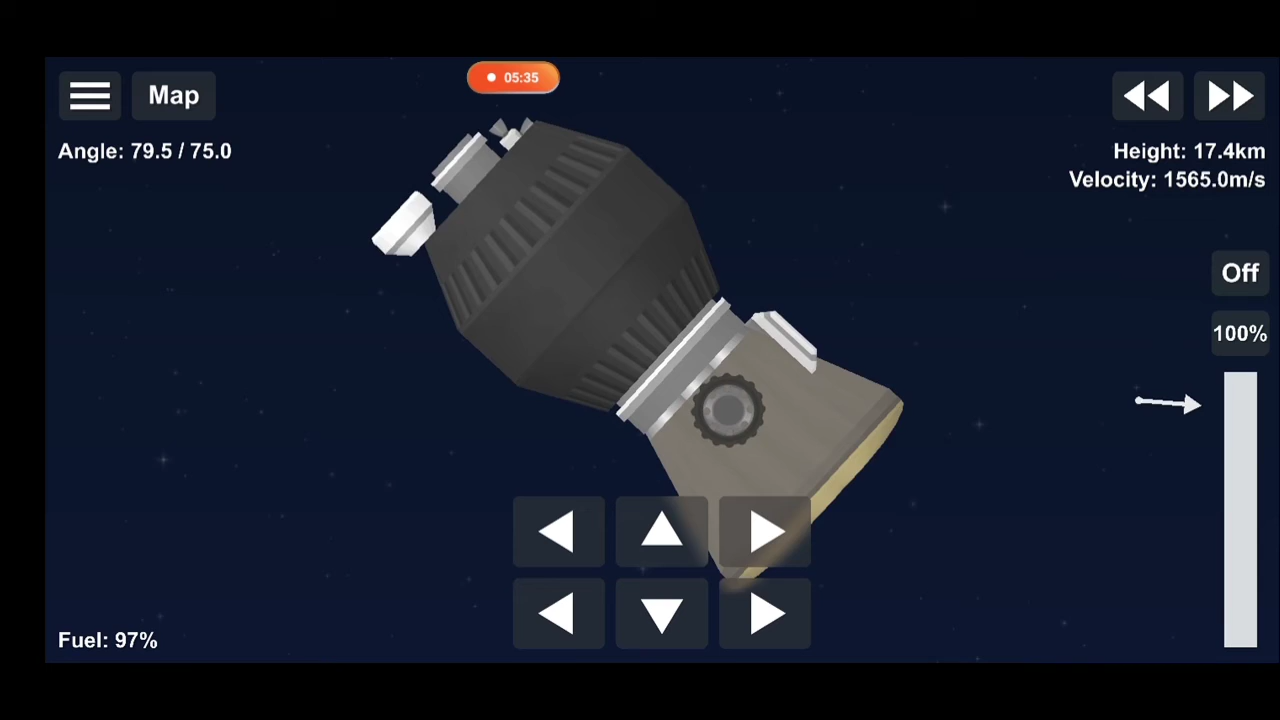 05:35
Map
Angle: 79.5 / 75.0
Height: 17.4km
Velocity: 1565.0m/s
Off
100%
Fuel: 97%